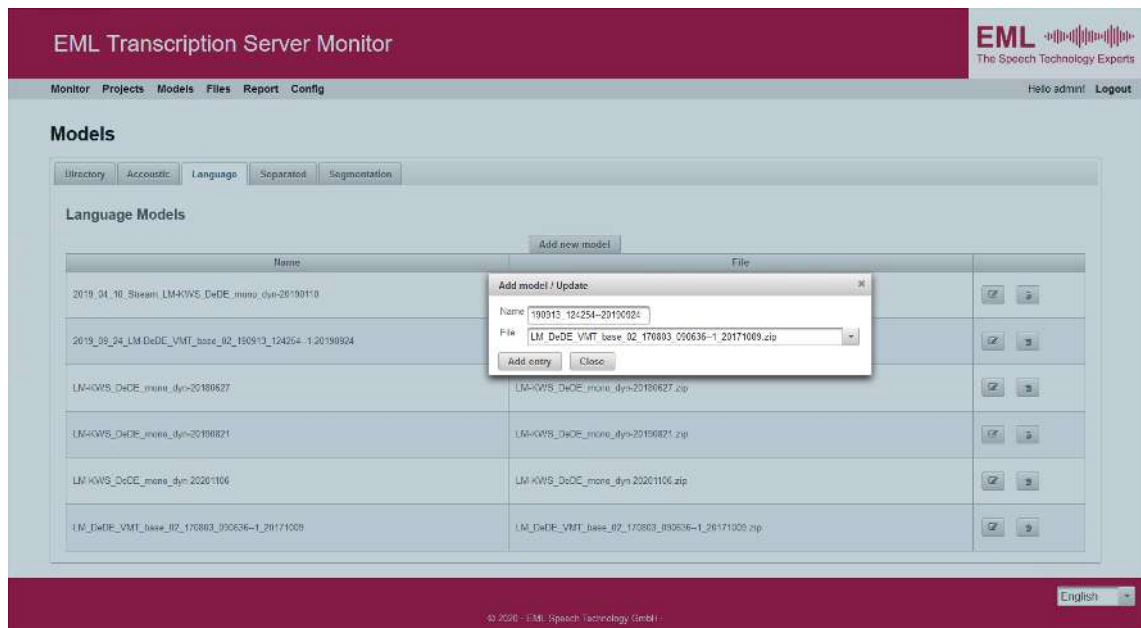 EML Transcription Server Monitor
EML
The Speech Technology Experts
Monitor Projects Models Files Report Config
Hello admin! Logout
Models
Directory Accoustic Language Separated Segmentation
Language Models
Add new model
Name File
2019_04_10_Stream_LM-KWS_DeDE_mono_dyn-20190118
Add model / Update
Name 190913_124254--20190924
File LM_DeDE_VMT_base_02_170803_090636--1_20171009.zip
Add entry Close
2019_09_24_LM-DeDE_VMT_base_02_190913_124254--1.20190924
LM-KWS_DeDE_mono_dyn-20180627 LM-KWS_DeDE_mono_dyn-20180627.zip
LM-KWS_DeDE_mono_dyn-20190821 LM-KWS_DeDE_mono_dyn-20190821.zip
LM-KWS_DeDE_mono_dyn-20201106 LM-KWS_DeDE_mono_dyn-20201106.zip
LM_DeDE_VMT_base_02_170803_090636--1_20171009 LM_DeDE_VMT_base_02_170803_090636--1_20171009.zip
English
© 2020 - EML Speech Technology GmbH -